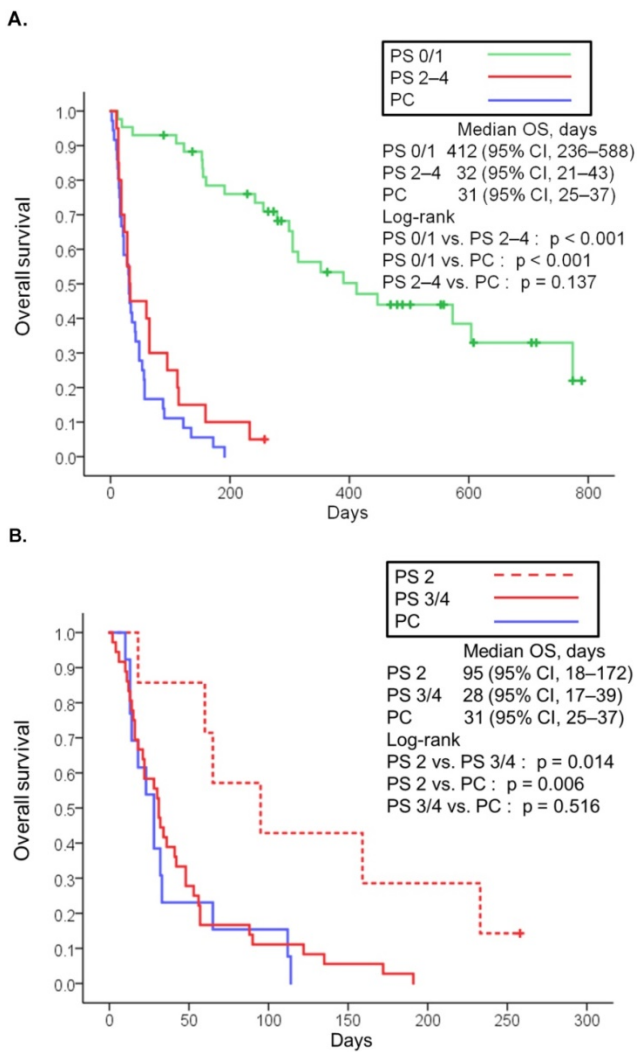 A.
PS 0/1
PS 2–4
PC
Median OS, days
PS 0/1 412 (95% CI, 236–588)
PS 2–4 32 (95% CI, 21–43)
PC 31 (95% CI, 25–37)
Log-rank
PS 0/1 vs. PS 2–4 : p < 0.001
PS 0/1 vs. PC : p < 0.001
PS 2–4 vs. PC : p = 0.137
Overall survival
1.0
0.9
0.8
0.7
0.6
0.5
0.4
0.3
0.2
0.1
0.0
0 200 400 600 800
Days
B.
PS 2
PS 3/4
PC
Median OS, days
PS 2 95 (95% CI, 18–172)
PS 3/4 28 (95% CI, 17–39)
PC 31 (95% CI, 25–37)
Log-rank
PS 2 vs. PS 3/4 : p = 0.014
PS 2 vs. PC : p = 0.006
PS 3/4 vs. PC : p = 0.516
Overall survival
1.0
0.9
0.8
0.7
0.6
0.5
0.4
0.3
0.2
0.1
0.0
0 50 100 150 200 250 300
Days